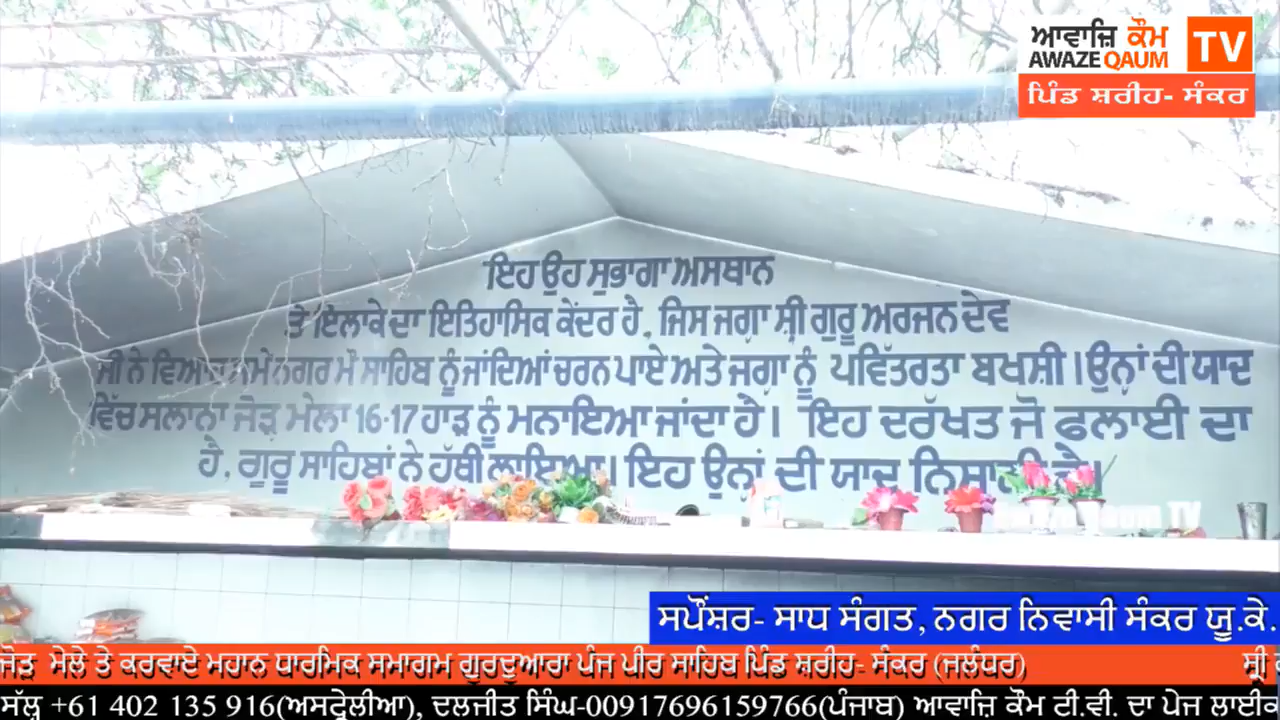 ਆਵਾਜ਼ਿ ਕੌਮ TV
AWAZE QAUM
ਪਿੰਡ ਸ਼ਰੀਂਹ- ਸੰਕਰ
ਇਹ ਉਹ ਸੁਭਾਗਾ ਅਸਥਾਨ
ਤੇ ਇਲਾਕੇ ਦਾ ਇਤਿਹਾਸਿਕ ਕੇਂਦਰ ਹੈ, ਜਿਸ ਜਗ੍ਹਾ ਸ਼੍ਰੀ ਗੁਰੂ ਅਰਜਨ ਦੇਵ
ਜੀ ਨੇ ਵਿਆਹ ਸਮੇਂ ਨਗਰ ਮੌ ਸਾਹਿਬ ਨੂੰ ਜਾਂਦਿਆਂ ਚਰਨ ਪਾਏ ਅਤੇ ਜਗ੍ਹਾ ਨੂੰ ਪਵਿੱਤਰਤਾ ਬਖਸ਼ੀ । ਉਨ੍ਹਾਂ ਦੀ ਯਾਦ
ਵਿੱਚ ਸਲਾਨਾ ਜੋੜ ਮੇਲਾ 16-17 ਹਾੜ ਨੂੰ ਮਨਾਇਆ ਜਾਂਦਾ ਹੈ। ਇਹ ਦਰੱਖਤ ਜੋ ਫਲਾਈ ਦਾ
ਹੈ, ਗੁਰੂ ਸਾਹਿਬਾਂ ਨੇ ਹੱਥੀ ਲਾਇਆ। ਇਹ ਉਨ੍ਹਾਂ ਦੀ ਯਾਦ ਨਿਸ਼ਾਨੀ ਹੈ।
ਸਪੌਂਸ਼ਰ- ਸਾਧ ਸੰਗਤ, ਨਗਰ ਨਿਵਾਸੀ ਸੰਕਰ ਯੂ.ਕੇ.
ਜੋੜ ਮੇਲੇ ਤੇ ਕਰਵਾਏ ਮਹਾਨ ਧਾਰਮਿਕ ਸਮਾਗਮ ਗੁਰਦੁਆਰਾ ਪੰਜ ਪੀਰ ਸਾਹਿਬ ਪਿੰਡ ਸ਼ਰੀਂਹ- ਸੰਕਰ (ਜਲੰਧਰ) ਸ੍ਰੀ
ਸੱਲ੍ਹ +61 402 135 916(ਅਸਟ੍ਰੇਲੀਆ), ਦਲਜੀਤ ਸਿੰਘ-00917696159766(ਪੰਜਾਬ) ਆਵਾਜ਼ਿ ਕੌਮ ਟੀ.ਵੀ. ਦਾ ਪੇਜ ਲਾਈਕ